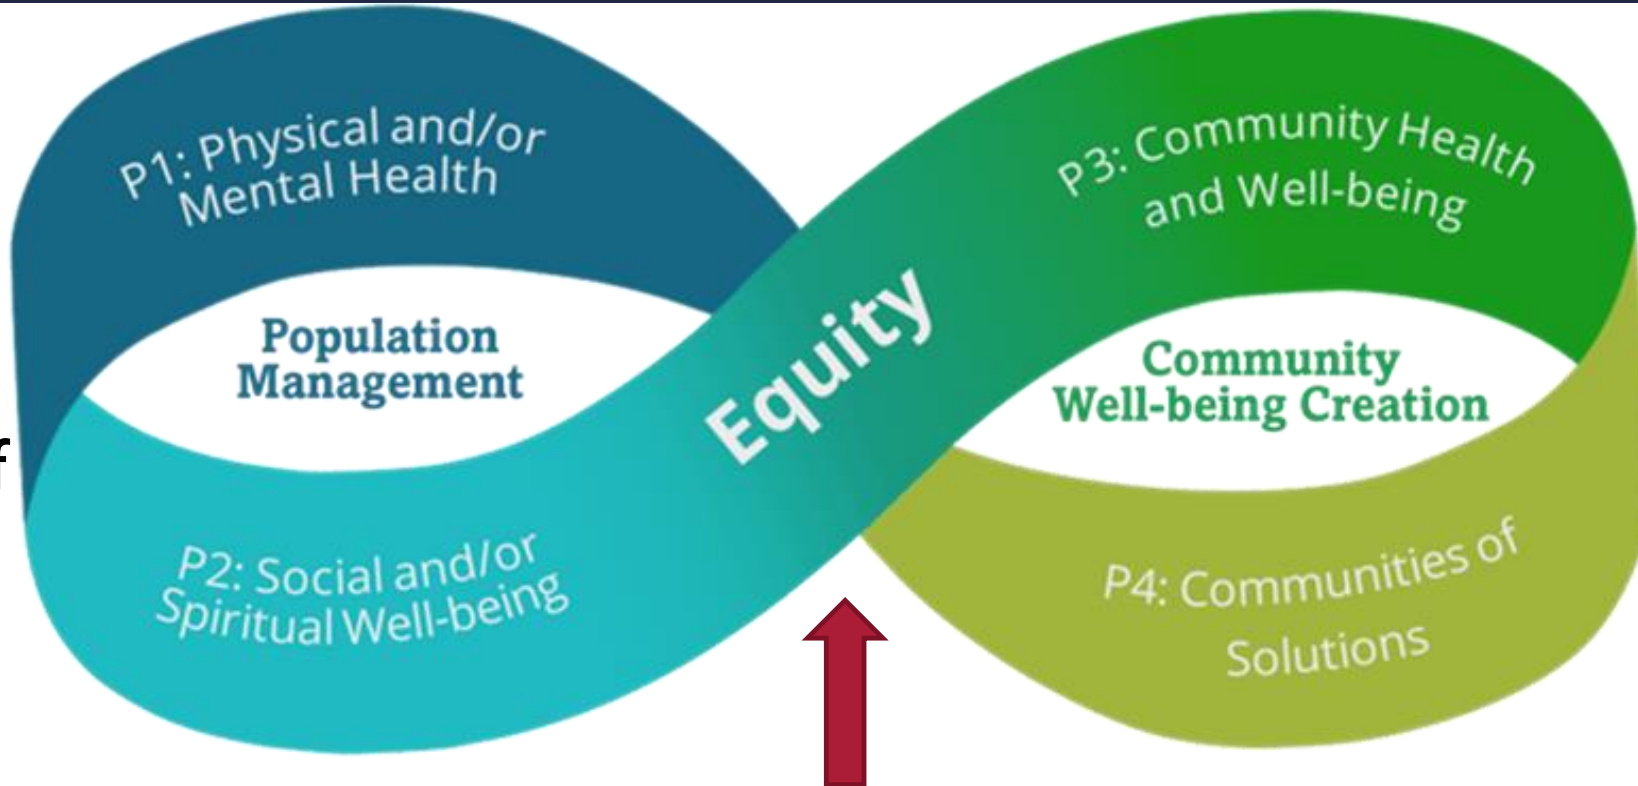 P1: Physical and/or
Mental Health
Population
Management
P2: Social and/or
Spiritual Well-being
Equity
P3: Community Health
and Well-being
Community
Well-being Creation
P4: Communities of
Solutions
f